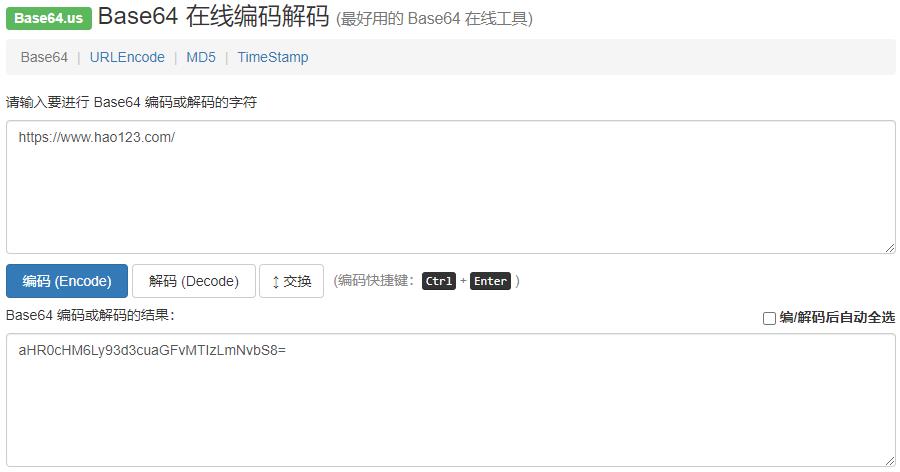 Base64.us Base64 在线编码解码 (最好用的 Base64 在线工具)
Base64 | URLEncode | MD5 | TimeStamp
请输入要进行 Base64 编码或解码的字符
https://www.hao123.com/
编码 (Encode) 解码 (Decode) ↕ 交换 (编码快捷键： Ctrl + Enter )
Base64 编码或解码的结果： 编/解码后自动全选
aHR0cHM6Ly93d3cuaGFvMTIzLmNvbS8=